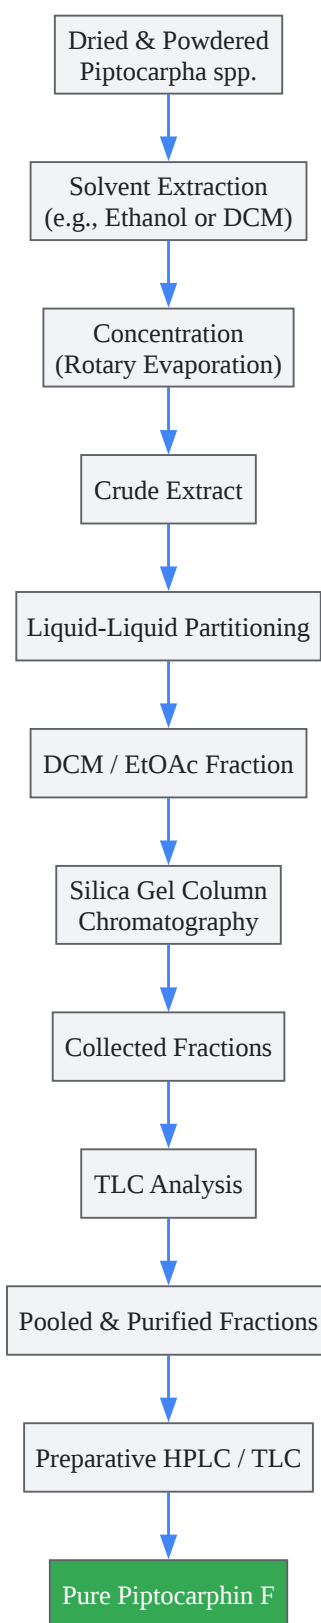 Dried & Powdered
Piptocarpha spp.
Solvent Extraction
(e.g., Ethanol or DCM)
Concentration
(Rotary Evaporation)
Crude Extract
Liquid-Liquid Partitioning
DCM / EtOAc Fraction
Silica Gel Column
Chromatography
Collected Fractions
TLC Analysis
Pooled & Purified Fractions
Preparative HPLC / TLC
Pure Piptocarphin F